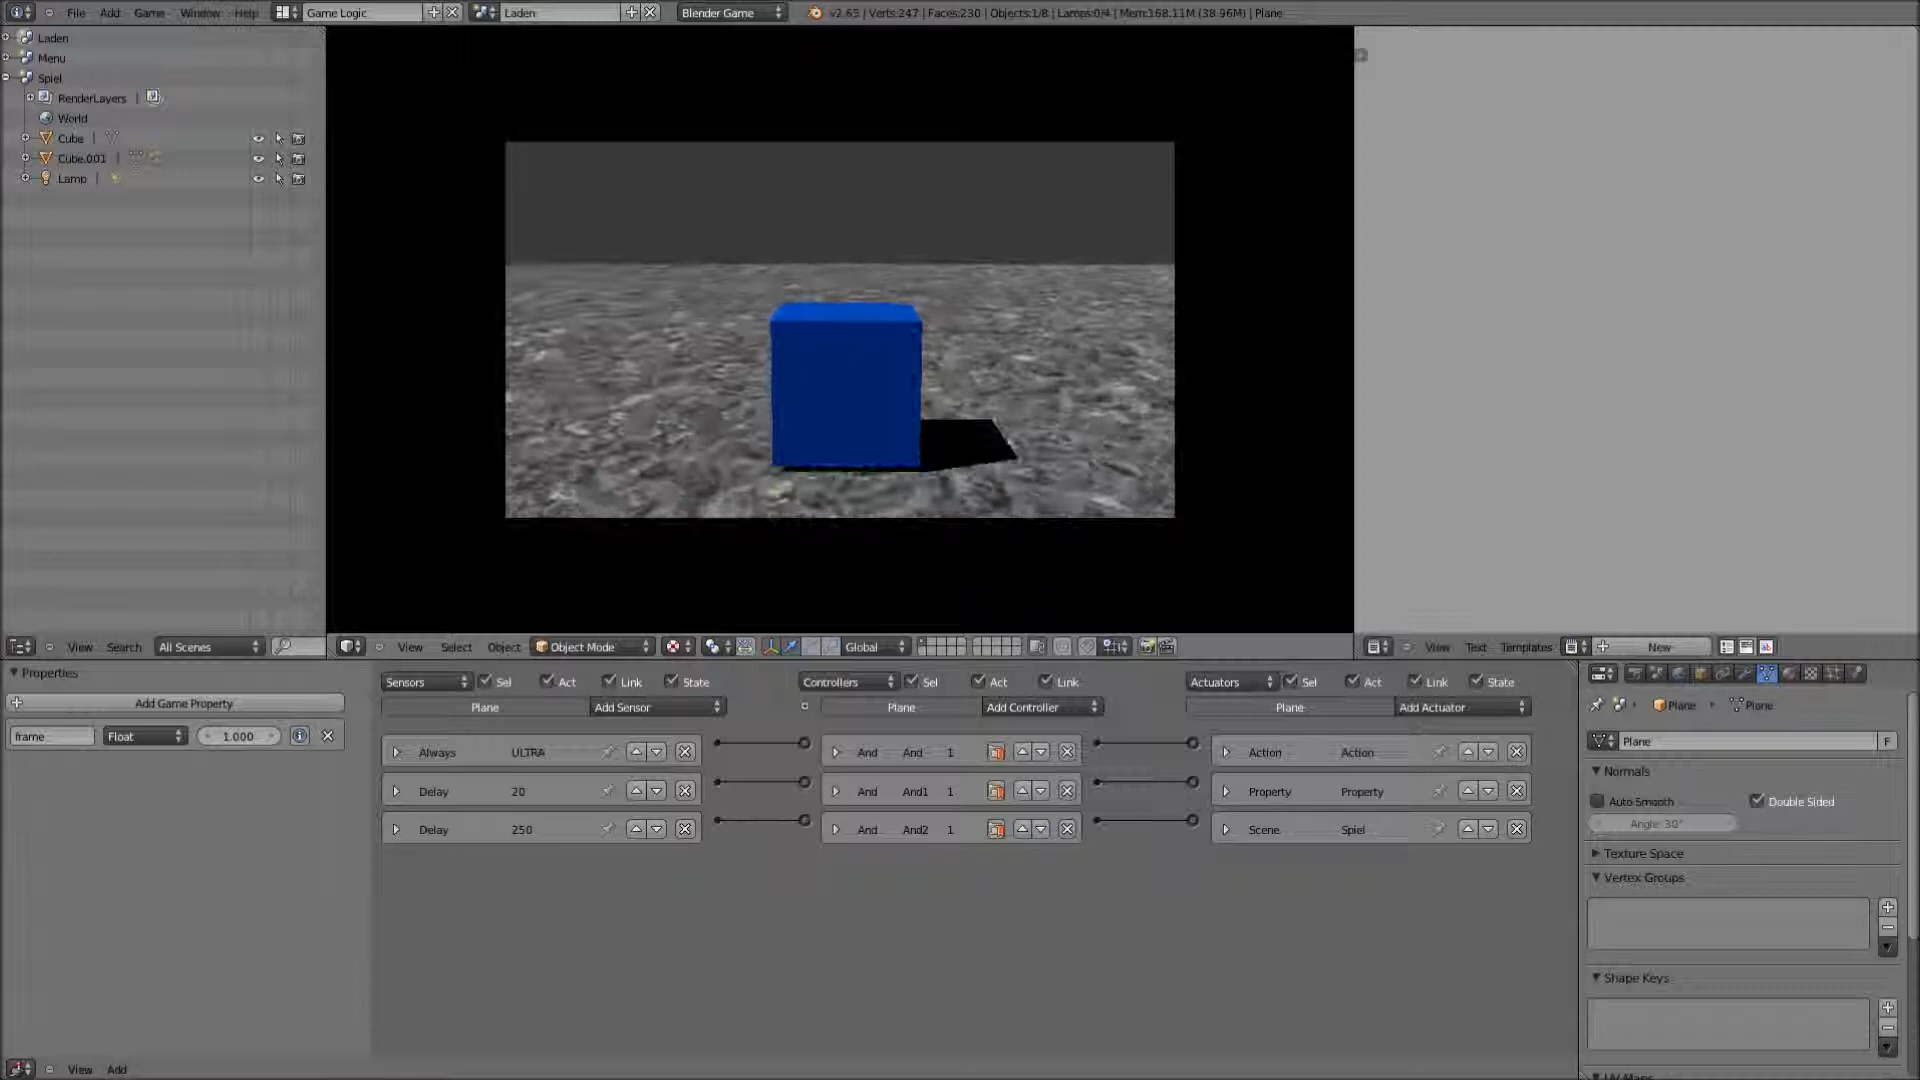 File Add Game Window Help Game Logic Laden Blender Game v2.65 | Verts:247 | Faces:230 | Objects:1/8 | Lamps:0/4 | Mem:168.11M (38.96M) | Plane
Laden
Menu
Spiel
RenderLayers |
World
Cube |
Cube.001 |
Lamp |
View Search All Scenes
View Select Object Object Mode Global
View Text Templates New
Properties
Add Game Property
frame Float 1.000
Sensors Sel Act Link State
Plane Add Sensor
Always ULTRA
Delay 20
Delay 250
Controllers Sel Act Link
Plane Add Controller
And And 1
And And1 1
And And2 1
Actuators Sel Act Link State
Plane Add Actuator
Action Action
Property Property
Scene Spiel
Plane Plane
Plane F
Normals
Auto Smooth Double Sided
Angle: 30°
Texture Space
Vertex Groups
Shape Keys
UV Maps
View Add